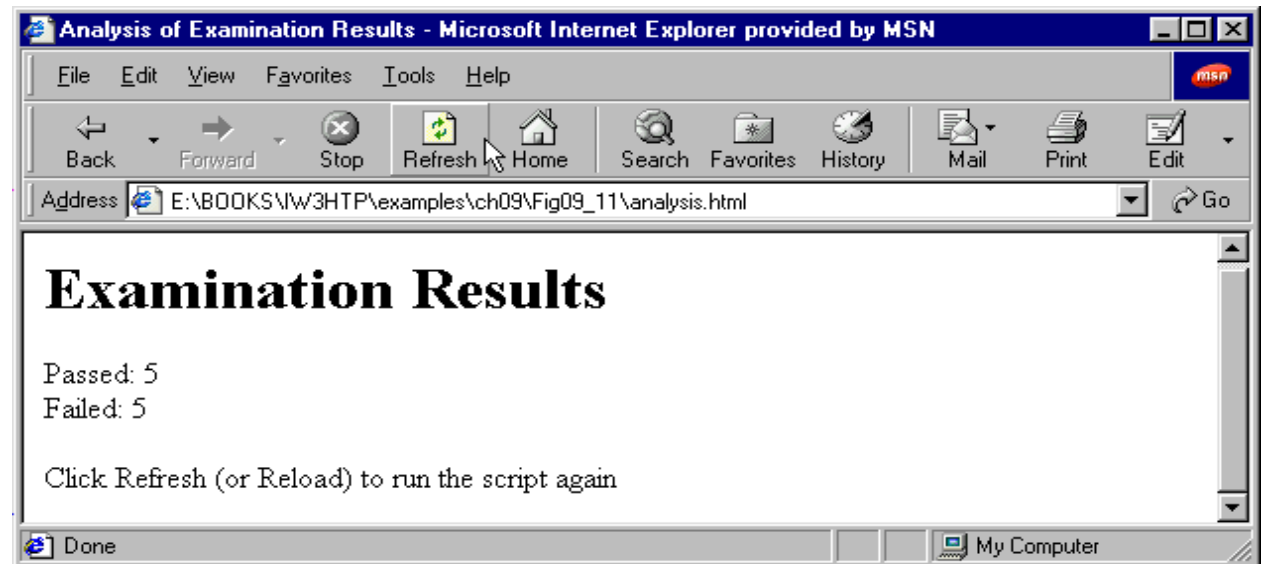 Analysis of Examination Results - Microsoft Internet Explorer provided by MSN
File Edit View Favorites Tools Help
msn
Back Forward Stop Refresh Home Search Favorites History Mail Print Edit
Address E:\BOOKS\IW3HTP\examples\ch09\Fig09_11\analysis.html Go
Examination Results
Passed: 5
Failed: 5
Click Refresh (or Reload) to run the script again
Done My Computer